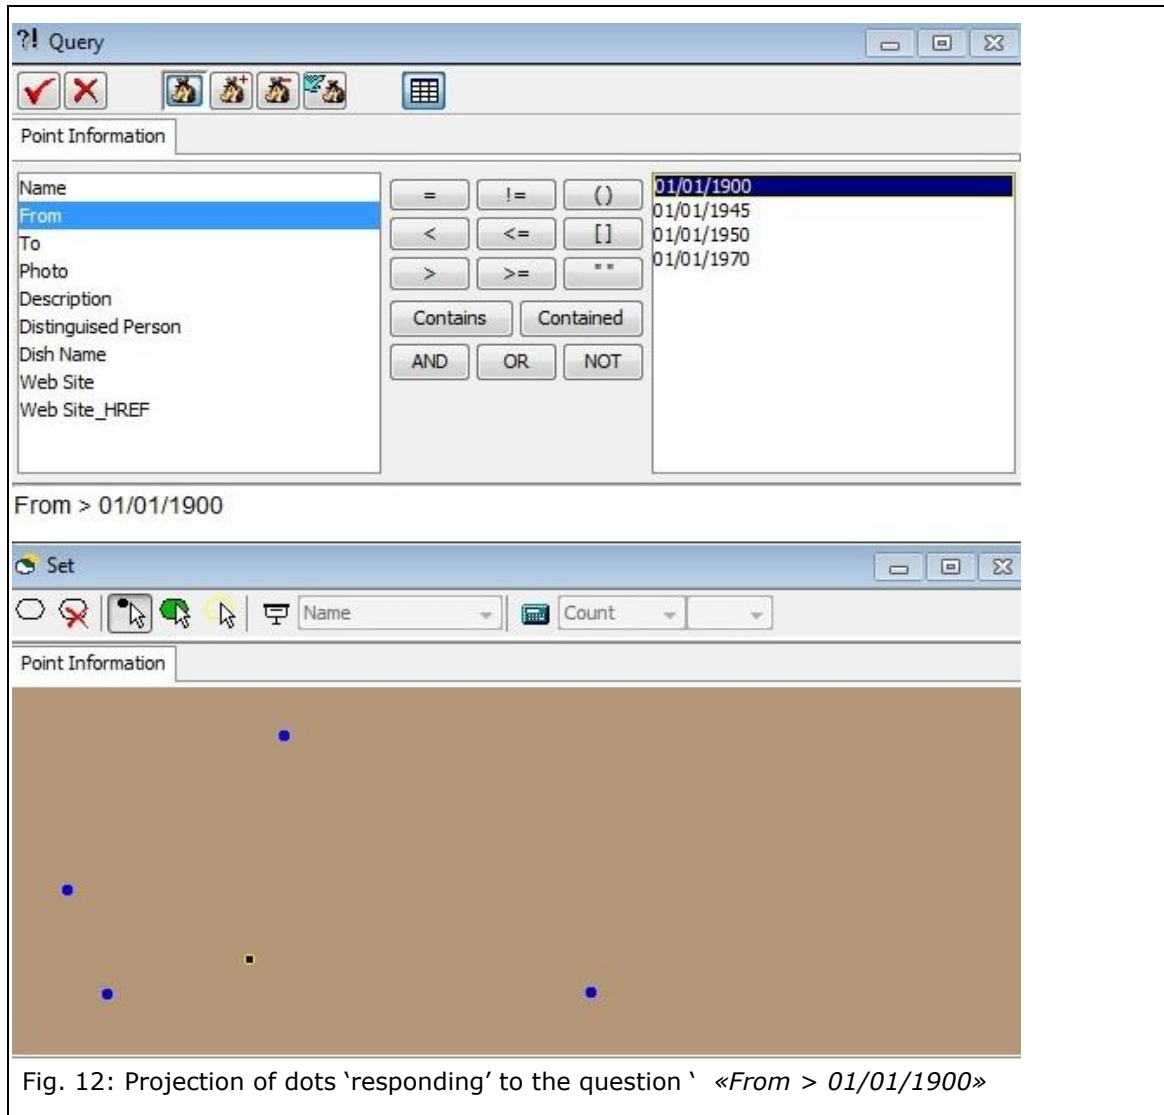 ?! Query
Point Information
Name
From
To
Photo
Description
Distinguised Person
Dish Name
Web Site
Web Site_HREF
= != ()
< <= []
> >= " "
Contains Contained
AND OR NOT
01/01/1900
01/01/1945
01/01/1950
01/01/1970
From > 01/01/1900
Set
Name Count
Point Information
Fig. 12: Projection of dots ‘responding’ to the question ‘ «From > 01/01/1900»